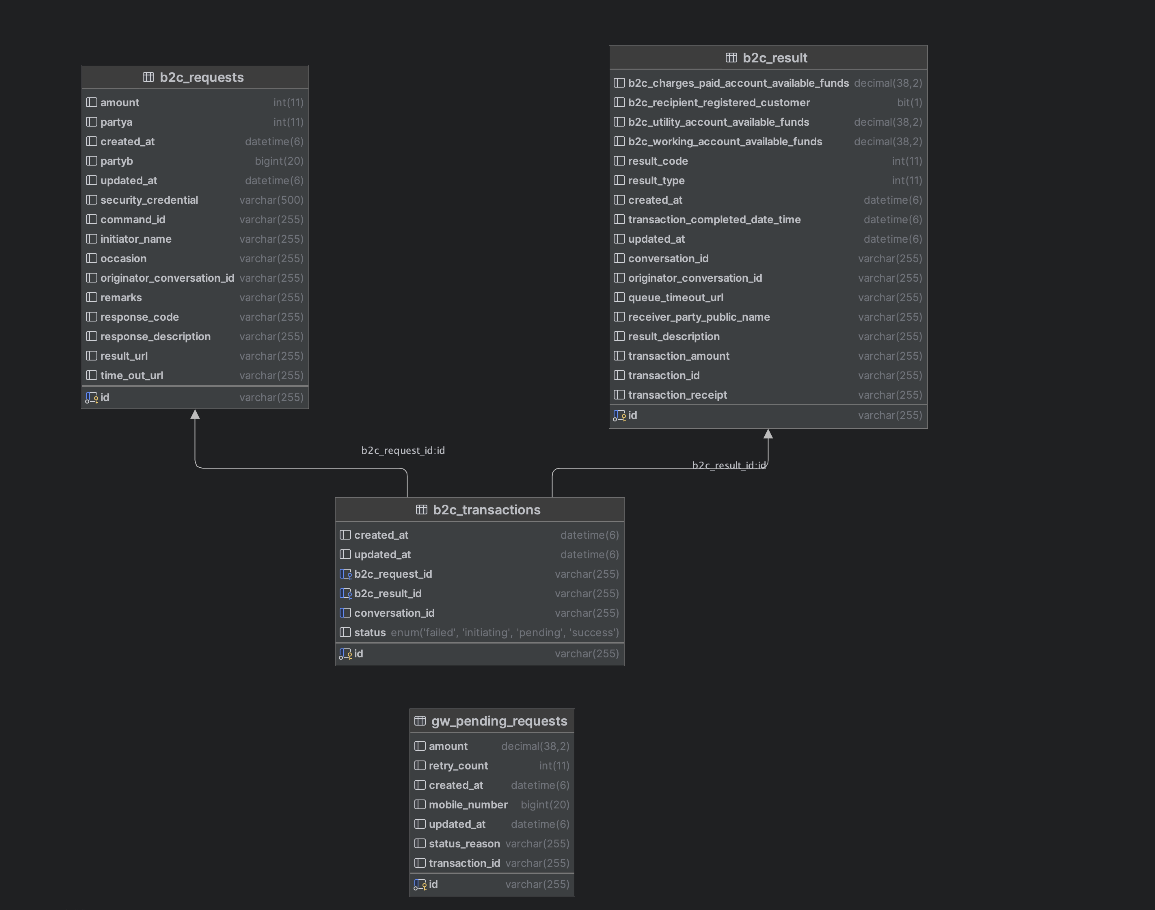 b2c_requests
amount int(11)
partya int(11)
created_at datetime(6)
partyb bigint(20)
updated_at datetime(6)
security_credential varchar(500)
command_id varchar(255)
initiator_name varchar(255)
occasion varchar(255)
originator_conversation_id varchar(255)
remarks varchar(255)
response_code varchar(255)
response_description varchar(255)
result_url varchar(255)
time_out_url varchar(255)
id varchar(255)
b2c_result
b2c_charges_paid_account_available_funds decimal(38,2)
b2c_recipient_registered_customer bit(1)
b2c_utility_account_available_funds decimal(38,2)
b2c_working_account_available_funds decimal(38,2)
result_code int(11)
result_type int(11)
created_at datetime(6)
transaction_completed_date_time datetime(6)
updated_at datetime(6)
conversation_id varchar(255)
originator_conversation_id varchar(255)
queue_timeout_url varchar(255)
receiver_party_public_name varchar(255)
result_description varchar(255)
transaction_amount varchar(255)
transaction_id varchar(255)
transaction_receipt varchar(255)
id varchar(255)
b2c_request_id:id
b2c_result_id:id
b2c_transactions
created_at datetime(6)
updated_at datetime(6)
b2c_request_id varchar(255)
b2c_result_id varchar(255)
conversation_id varchar(255)
status enum('failed', 'initiating', 'pending', 'success')
id varchar(255)
gw_pending_requests
amount decimal(38,2)
retry_count int(11)
created_at datetime(6)
mobile_number bigint(20)
updated_at datetime(6)
status_reason varchar(255)
transaction_id varchar(255)
id varchar(255)